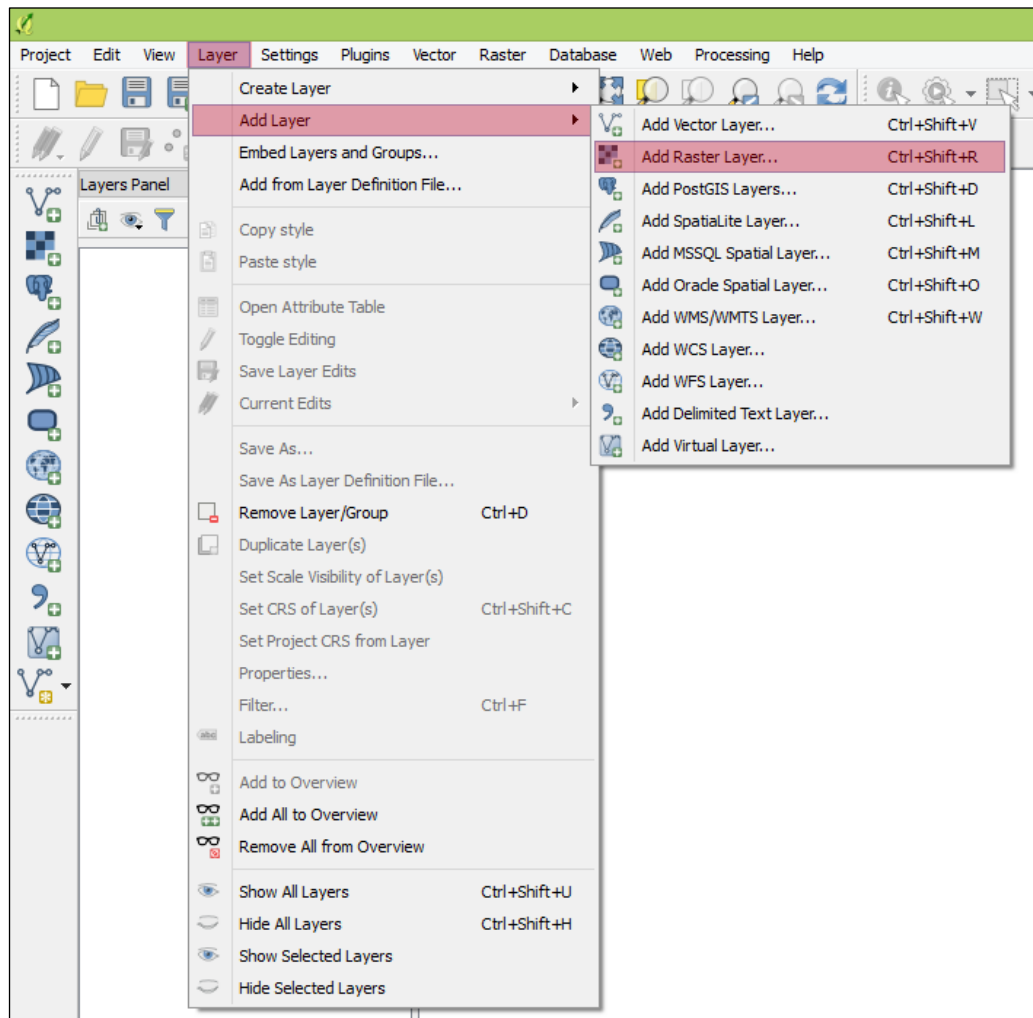 Project Edit View Layer Settings Plugins Vector Raster Database Web Processing Help
Layers Panel
Create Layer
Add Layer
Embed Layers and Groups...
Add from Layer Definition File...
Copy style
Paste style
Open Attribute Table
Toggle Editing
Save Layer Edits
Current Edits
Save As...
Save As Layer Definition File...
Remove Layer/Group Ctrl+D
Duplicate Layer(s)
Set Scale Visibility of Layer(s)
Set CRS of Layer(s) Ctrl+Shift+C
Set Project CRS from Layer
Properties...
Filter... Ctrl+F
abc Labeling
Add to Overview
Add All to Overview
Remove All from Overview
Show All Layers Ctrl+Shift+U
Hide All Layers Ctrl+Shift+H
Show Selected Layers
Hide Selected Layers
Add Vector Layer... Ctrl+Shift+V
Add Raster Layer... Ctrl+Shift+R
Add PostGIS Layers... Ctrl+Shift+D
Add SpatiaLite Layer... Ctrl+Shift+L
Add MSSQL Spatial Layer... Ctrl+Shift+M
Add Oracle Spatial Layer... Ctrl+Shift+O
Add WMS/WMTS Layer... Ctrl+Shift+W
Add WCS Layer...
Add WFS Layer...
Add Delimited Text Layer...
Add Virtual Layer...